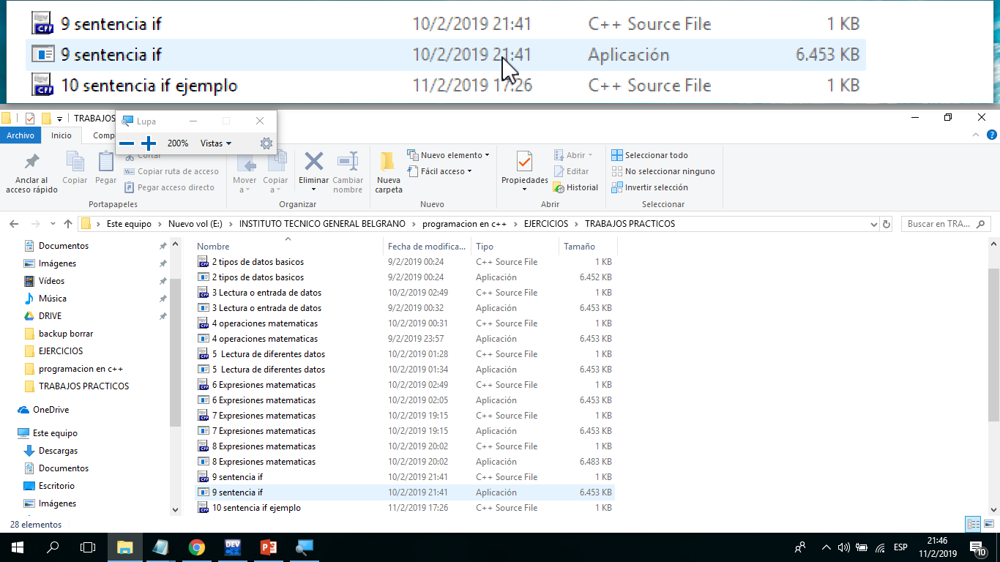 9 sentencia if 10/2/2019 21:41 C++ Source File 1 KB
9 sentencia if 10/2/2019 21:41 Aplicación 6.453 KB
10 sentencia if ejemplo 11/2/2019 17:26 C++ Source File 1 KB
TRABAJOS
Lupa
200% Vistas
Archivo Inicio Comp
Anclar al acceso rápido
Copiar
Pegar
Cortar
Copiar ruta de acceso
Pegar acceso directo
Portapapeles
Mover a
Copiar a
Eliminar
Cambiar nombre
Organizar
Nueva carpeta
Nuevo elemento
Fácil acceso
Nuevo
Propiedades
Abrir
Editar
Historial
Abrir
Seleccionar todo
No seleccionar ninguno
Invertir selección
Seleccionar
Este equipo > Nuevo vol (E:) > INSTITUTO TECNICO GENERAL BELGRANO > programacion en c++ > EJERCICIOS > TRABAJOS PRACTICOS
Buscar en TRA...
Documentos
Imágenes
Vídeos
Música
DRIVE
backup borrar
EJERCICIOS
programacion en c++
TRABAJOS PRACTICOS
OneDrive
Este equipo
Descargas
Documentos
Escritorio
Imágenes
Nombre Fecha de modifica... Tipo Tamaño
2 tipos de datos basicos 9/2/2019 00:24 C++ Source File 1 KB
2 tipos de datos basicos 9/2/2019 00:24 Aplicación 6.452 KB
3 Lectura o entrada de datos 10/2/2019 02:49 C++ Source File 1 KB
3 Lectura o entrada de datos 9/2/2019 00:32 Aplicación 6.453 KB
4 operaciones matematicas 10/2/2019 00:31 C++ Source File 1 KB
4 operaciones matematicas 9/2/2019 23:57 Aplicación 6.453 KB
5 Lectura de diferentes datos 10/2/2019 01:28 C++ Source File 1 KB
5 Lectura de diferentes datos 10/2/2019 01:34 Aplicación 6.453 KB
6 Expresiones matematicas 10/2/2019 02:49 C++ Source File 1 KB
6 Expresiones matematicas 10/2/2019 02:05 Aplicación 6.453 KB
7 Expresiones matematicas 10/2/2019 19:15 C++ Source File 1 KB
7 Expresiones matematicas 10/2/2019 19:15 Aplicación 6.453 KB
8 Expresiones matematicas 10/2/2019 20:02 C++ Source File 1 KB
8 Expresiones matematicas 10/2/2019 20:02 Aplicación 6.483 KB
9 sentencia if 10/2/2019 21:41 C++ Source File 1 KB
9 sentencia if 10/2/2019 21:41 Aplicación 6.453 KB
10 sentencia if ejemplo 11/2/2019 17:26 C++ Source File 1 KB
28 elementos
DEV
ESP
21:46
11/2/2019
10